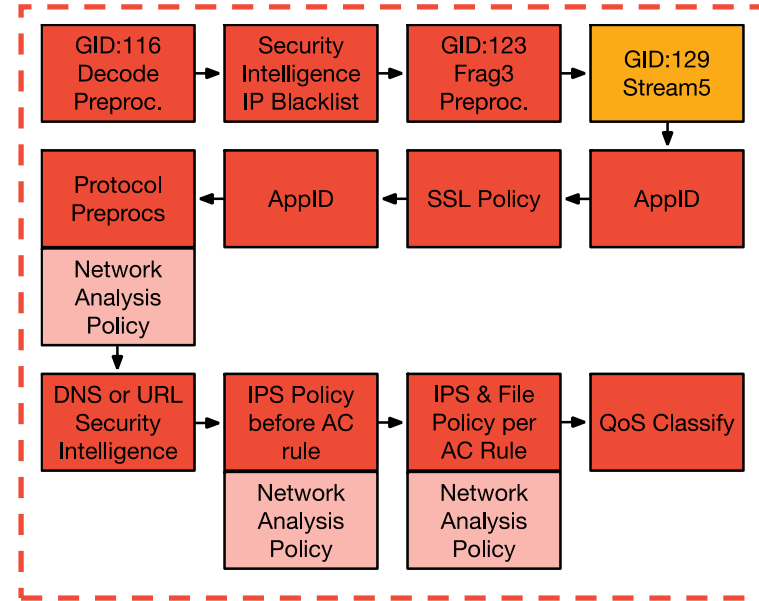 GID:116
Decode
Preproc.
Security
Intelligence
IP Blacklist
GID:123
Frag3
Preproc.
GID:129
Stream5
Protocol
Preprocs
AppID
SSL Policy
AppID
Network
Analysis
Policy
DNS or URL
Security
Intelligence
IPS Policy
before AC
rule
IPS & File
Policy per
AC Rule
QoS Classify
Network
Analysis
Policy
Network
Analysis
Policy